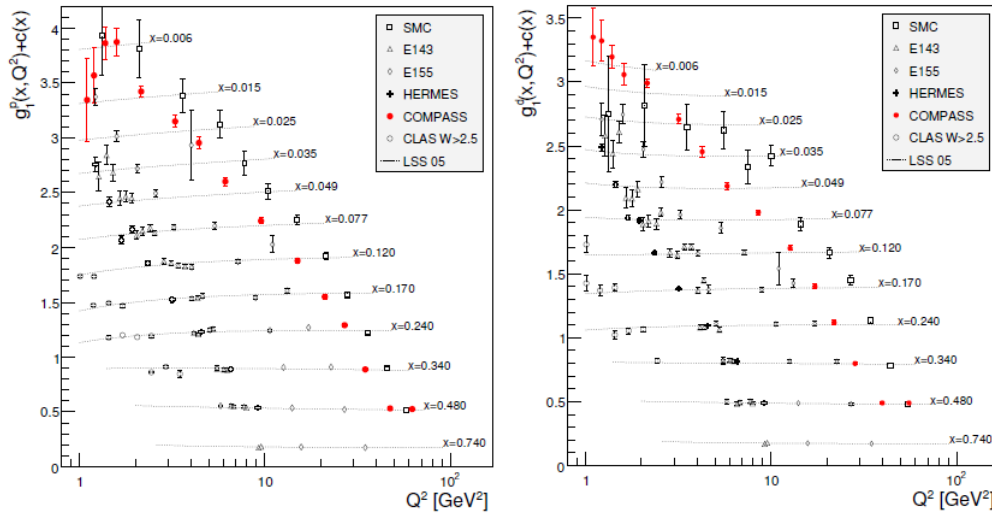 g₁ᵖ(x,Q²)+c(x)
4
3.5
3
2.5
2
1.5
1
0.5
0
SMC
E143
E155
HERMES
COMPASS
CLAS W>2.5
LSS 05
x=0.006
x=0.015
x=0.025
x=0.035
x=0.049
x=0.077
x=0.120
x=0.170
x=0.240
x=0.340
x=0.480
x=0.740
1
10
10²
Q² [GeV²]
g₁ᵈ(x,Q²)+c(x)
3.5
3
2.5
2
1.5
1
0.5
0
SMC
E143
E155
HERMES
COMPASS
CLAS W>2.5
LSS 05
x=0.006
x=0.015
x=0.025
x=0.035
x=0.049
x=0.077
x=0.120
x=0.170
x=0.240
x=0.340
x=0.480
x=0.740
1
10
10²
Q² [GeV²]